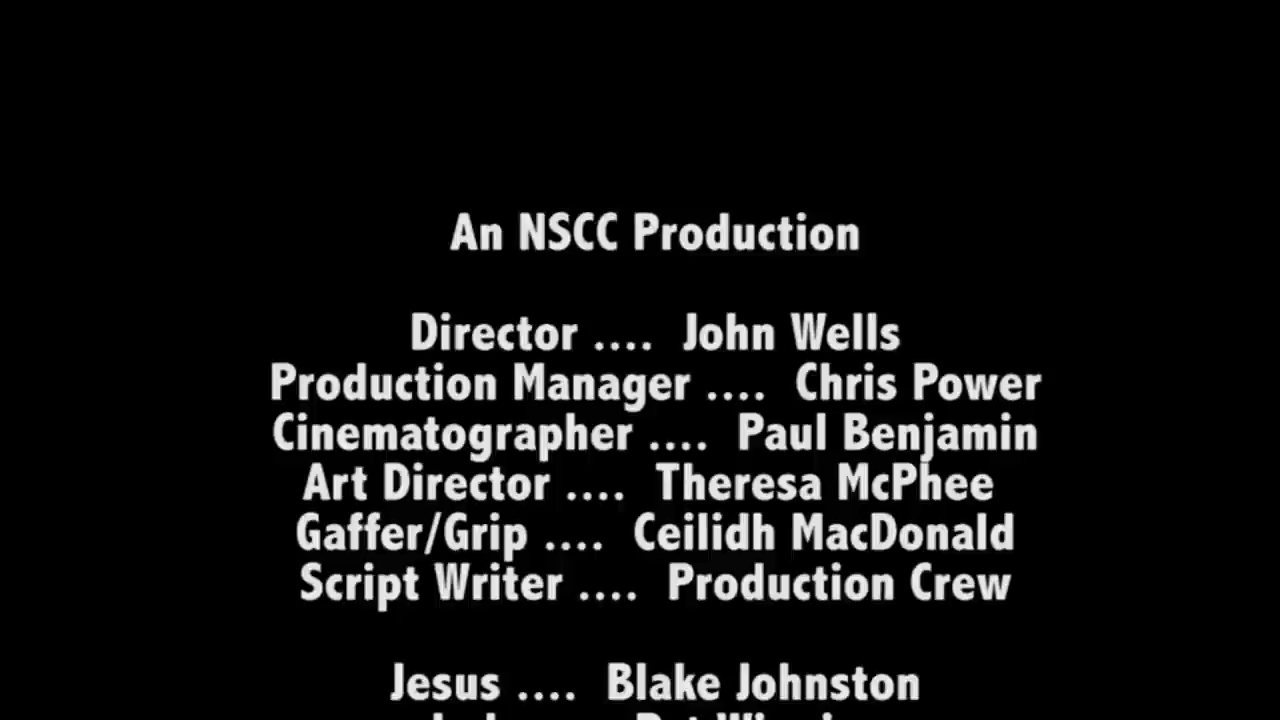 An NSCC Production
Director .... John Wells
Production Manager .... Chris Power
Cinematographer .... Paul Benjamin
Art Director .... Theresa McPhee
Gaffer/Grip .... Ceilidh MacDonald
Script Writer .... Production Crew
Jesus .... Blake Johnston